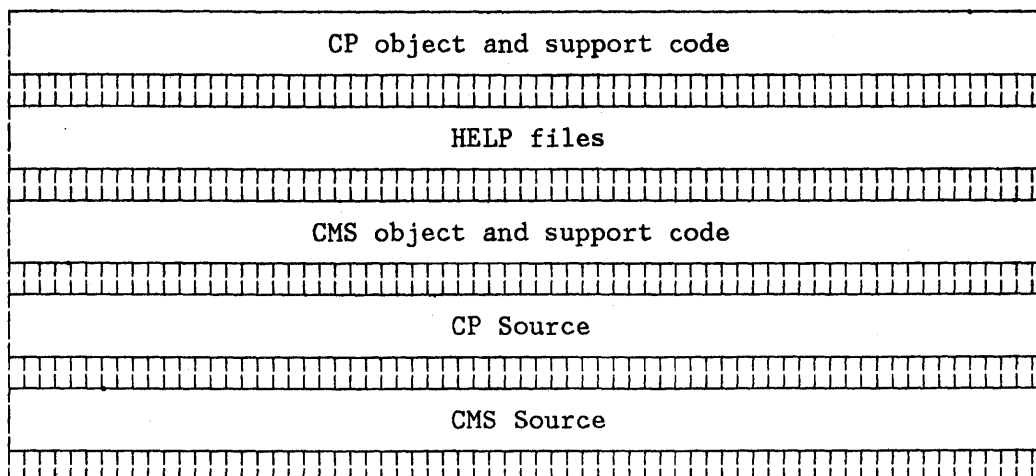 CP object and support code
HELP files
CMS object and support code
CP Source
CMS Source